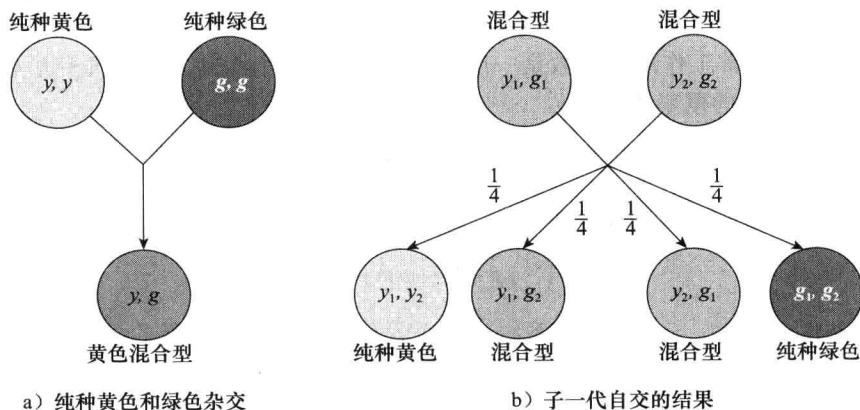 纯种黄色 纯种绿色
y, y g, g
y, g
黄色混合型
a）纯种黄色和绿色杂交
混合型 混合型
y₁, g₁ y₂, g₂
1/4 1/4 1/4 1/4
y₁, y₂ y₁, g₂ y₂, g₁ g₁, g₂
纯种黄色 混合型 混合型 纯种绿色
b）子一代自交的结果